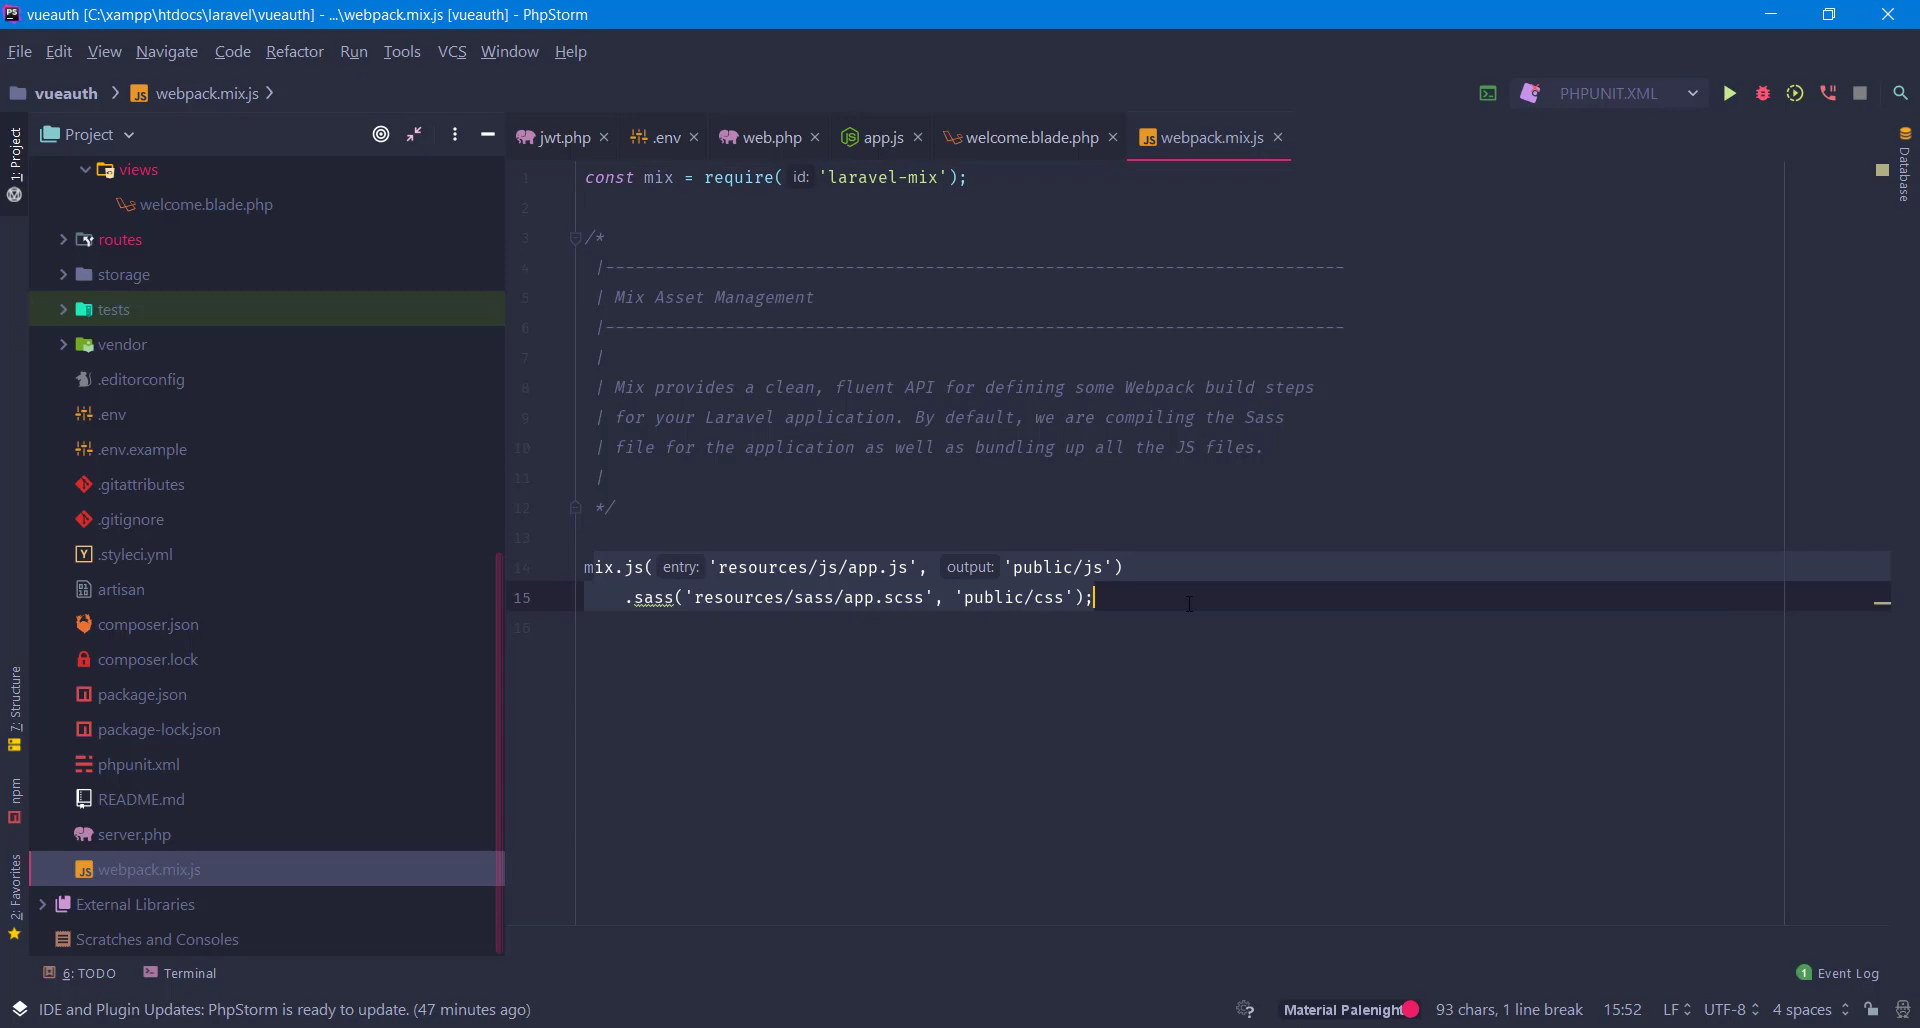 vueauth [C:\xampp\htdocs\laravel\vueauth] - ...\webpack.mix.js [vueauth] - PhpStorm
File Edit View Navigate Code Refactor Run Tools VCS Window Help
vueauth webpack.mix.js PHPUNIT.XML
1: Project
7: Structure
npm
2: Favorites
Project
views
welcome.blade.php
routes
storage
tests
vendor
.editorconfig
.env
.env.example
.gitattributes
.gitignore
.styleci.yml
artisan
composer.json
composer.lock
package.json
package-lock.json
phpunit.xml
README.md
server.php
webpack.mix.js
External Libraries
Scratches and Consoles
jwt.php .env web.php app.js welcome.blade.php webpack.mix.js
1 const mix = require( id: 'laravel-mix');
2
3 /*
4 |--------------------------------------------------------------------------
5 | Mix Asset Management
6 |--------------------------------------------------------------------------
7 |
8 | Mix provides a clean, fluent API for defining some Webpack build steps
9 | for your Laravel application. By default, we are compiling the Sass
10 | file for the application as well as bundling up all the JS files.
11 |
12 */
13
14 mix.js( entry: 'resources/js/app.js', output: 'public/js')
15 .sass('resources/sass/app.scss', 'public/css');
16
Database
6: TODO Terminal Event Log
IDE and Plugin Updates: PhpStorm is ready to update. (47 minutes ago) Material Palenight 93 chars, 1 line break 15:52 LF UTF-8 4 spaces